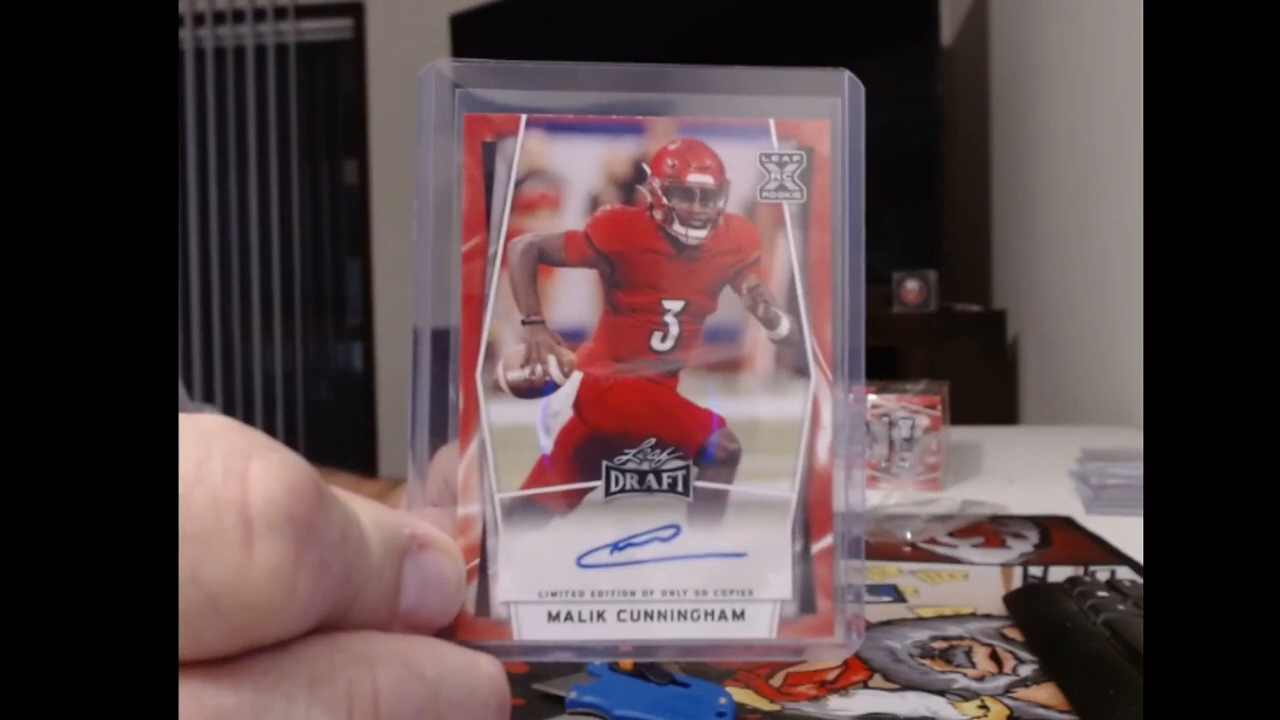 LEAF
RC
ROOKIE
3
Leaf
DRAFT
LIMITED EDITION OF ONLY 50 COPIES
MALIK CUNNINGHAM